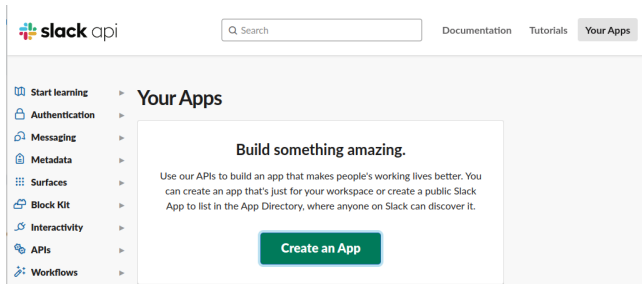 slack api
Search
Documentation
Tutorials
Your Apps
Start learning
Authentication
Messaging
Metadata
Surfaces
Block Kit
Interactivity
APIs
Workflows
Your Apps
Build something amazing.
Use our APIs to build an app that makes people's working lives better. You
can create an app that's just for your workspace or create a public Slack
App to list in the App Directory, where anyone on Slack can discover it.
Create an App